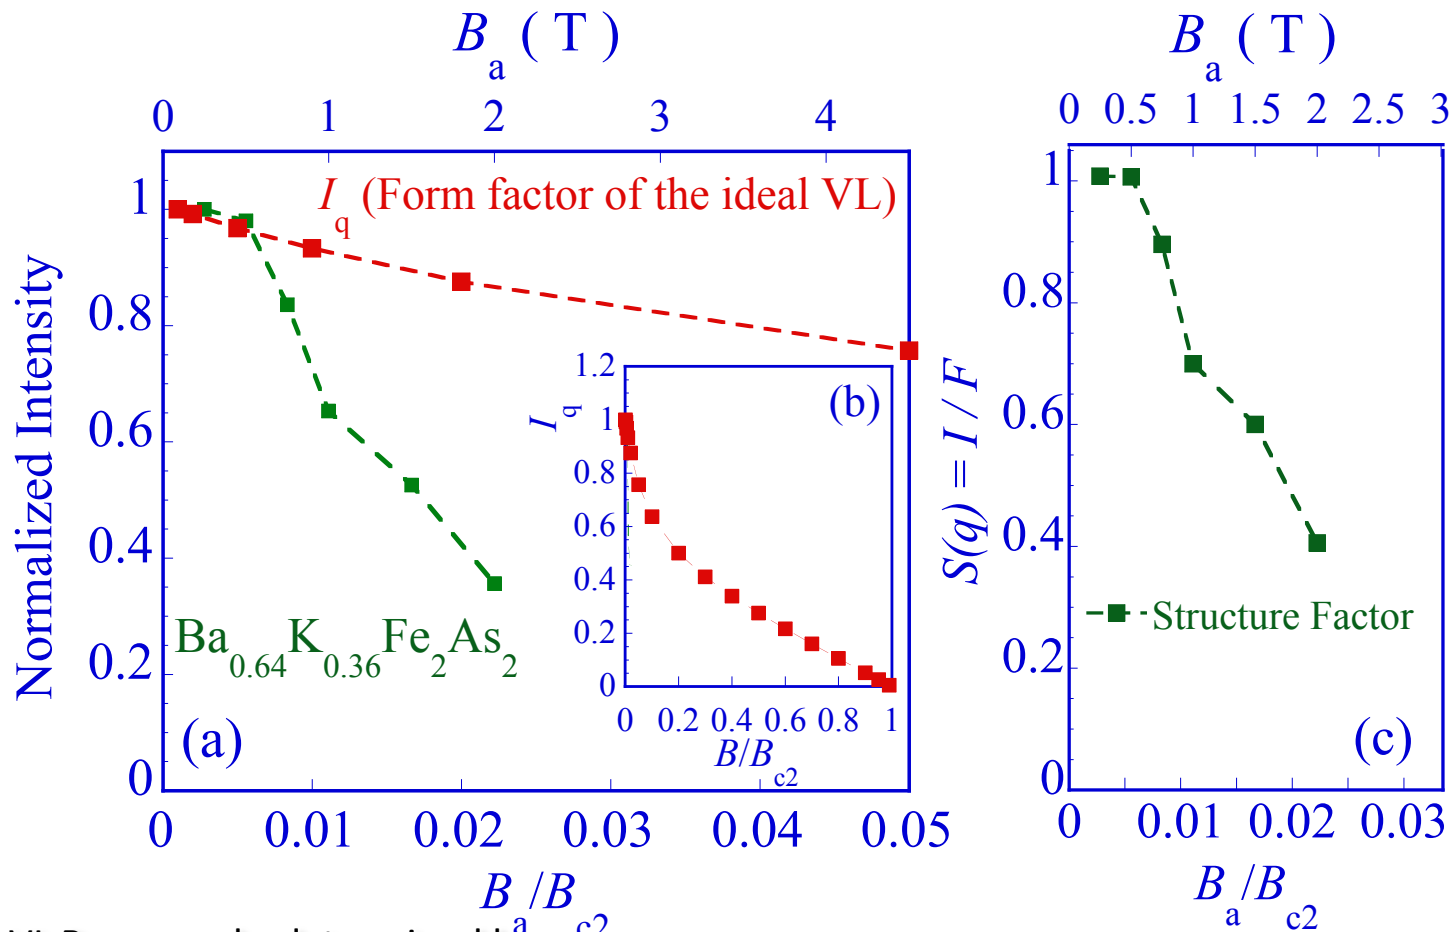 B_a ( T )
0 1 2 3 4
I_q (Form factor of the ideal VL)
Normalized Intensity
1
0.8
0.6
0.4
0.2
0
Ba_0.64K_0.36Fe_2As_2
(a)
0 0.01 0.02 0.03 0.04 0.05
B_a/B_c2
(b)
I_q
1.2
1
0.8
0.6
0.4
0.2
0
0 0.2 0.4 0.6 0.8 1
B/B_c2
B_a ( T )
0 0.5 1 1.5 2 2.5 3
S(q) = I / F
1
0.8
0.6
0.4
0.2
0
Structure Factor
(c)
0 0.01 0.02 0.03
B_a/B_c2